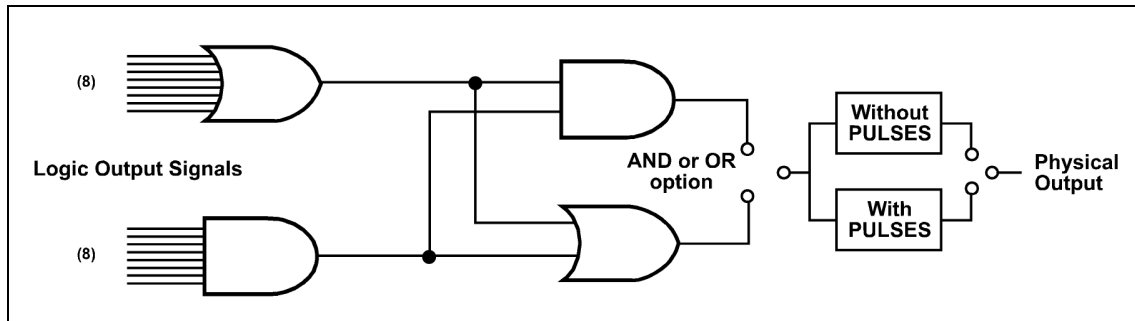 (8)
Logic Output Signals
(8)
AND or OR
option
Without
PULSES
With
PULSES
Physical
Output